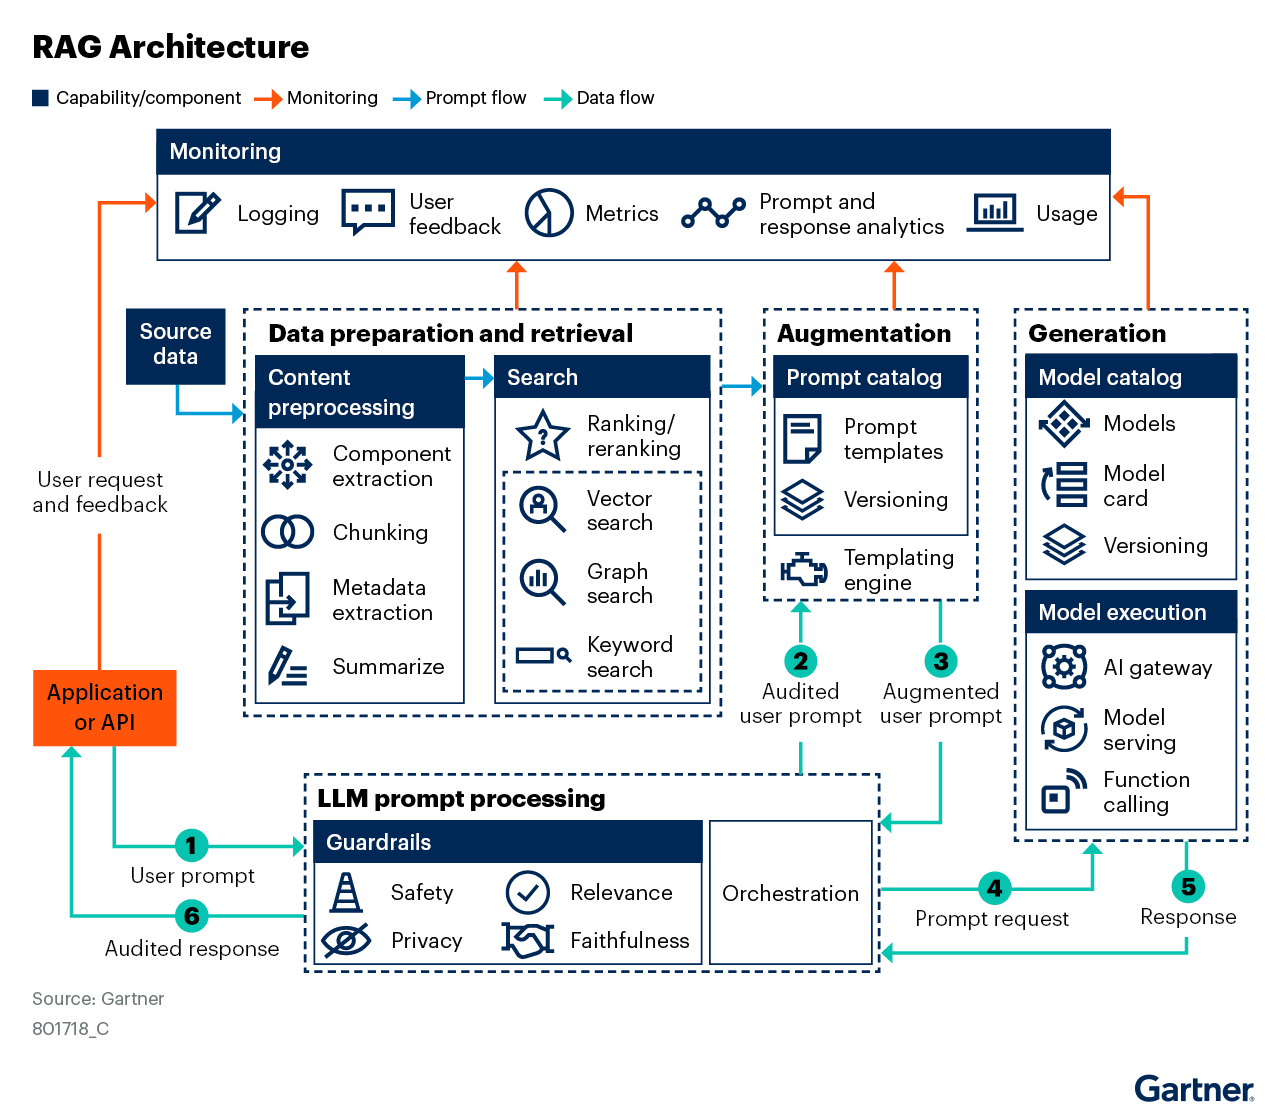 RAG Architecture
Capability/component
Monitoring
Prompt flow
Data flow
Monitoring
Logging
User
feedback
Metrics
Prompt and
response analytics
Usage
Source
data
Data preparation and retrieval
Content
preprocessing
Component
extraction
Chunking
Metadata
extraction
Summarize
Search
?
Ranking/
reranking
Vector
search
Graph
search
Keyword
search
Augmentation
Prompt catalog
Prompt
templates
Versioning
Templating
engine
Generation
Model catalog
Models
Model
card
Versioning
Model execution
AI gateway
Model
serving
Function
calling
User request
and feedback
Application
or API
2
Audited
user prompt
3
Augmented
user prompt
LLM prompt processing
Guardrails
Safety
Relevance
Privacy
Faithfulness
Orchestration
1
User prompt
6
Audited response
4
Prompt request
5
Response
Source: Gartner
801718_C
Gartner®